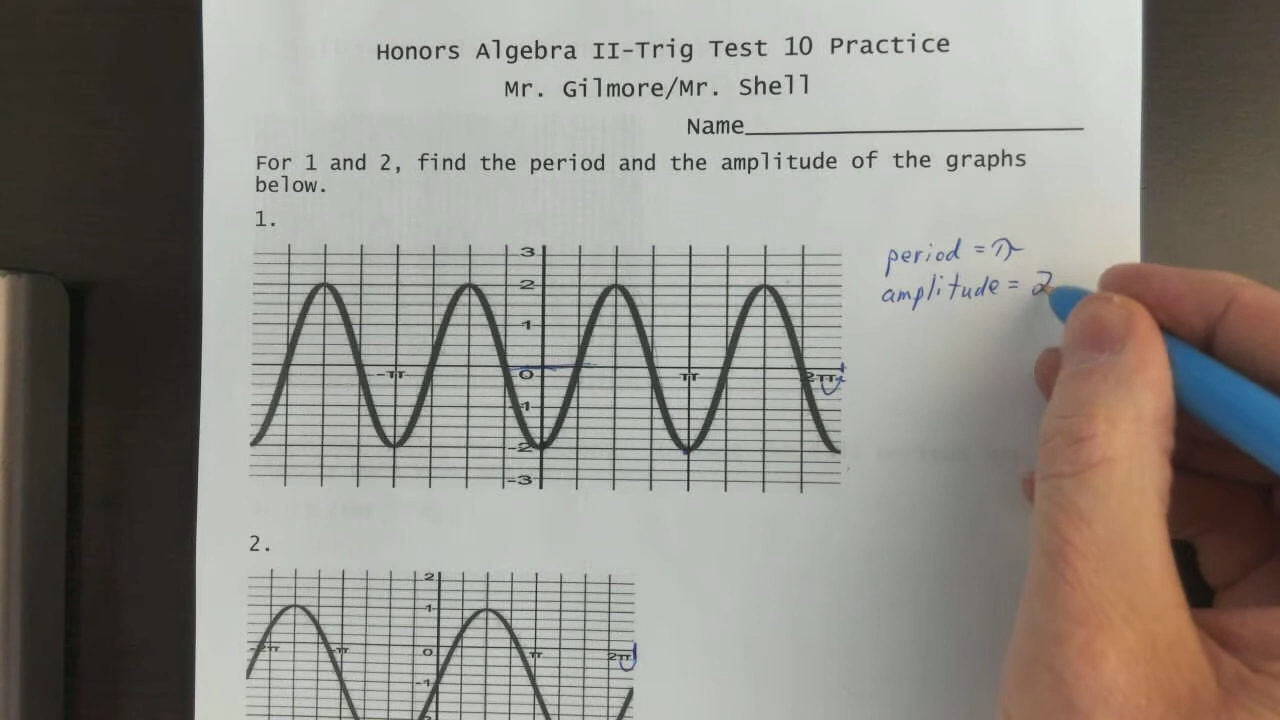 Honors Algebra II-Trig Test 10 Practice
Mr. Gilmore/Mr. Shell
Name
For 1 and 2, find the period and the amplitude of the graphs
below.
1.
period = π
amplitude = 2
3
2
1
-π 0 π 2π
-1
-2
-3
2.
2
1
-2π -π 0 π 2π
-1